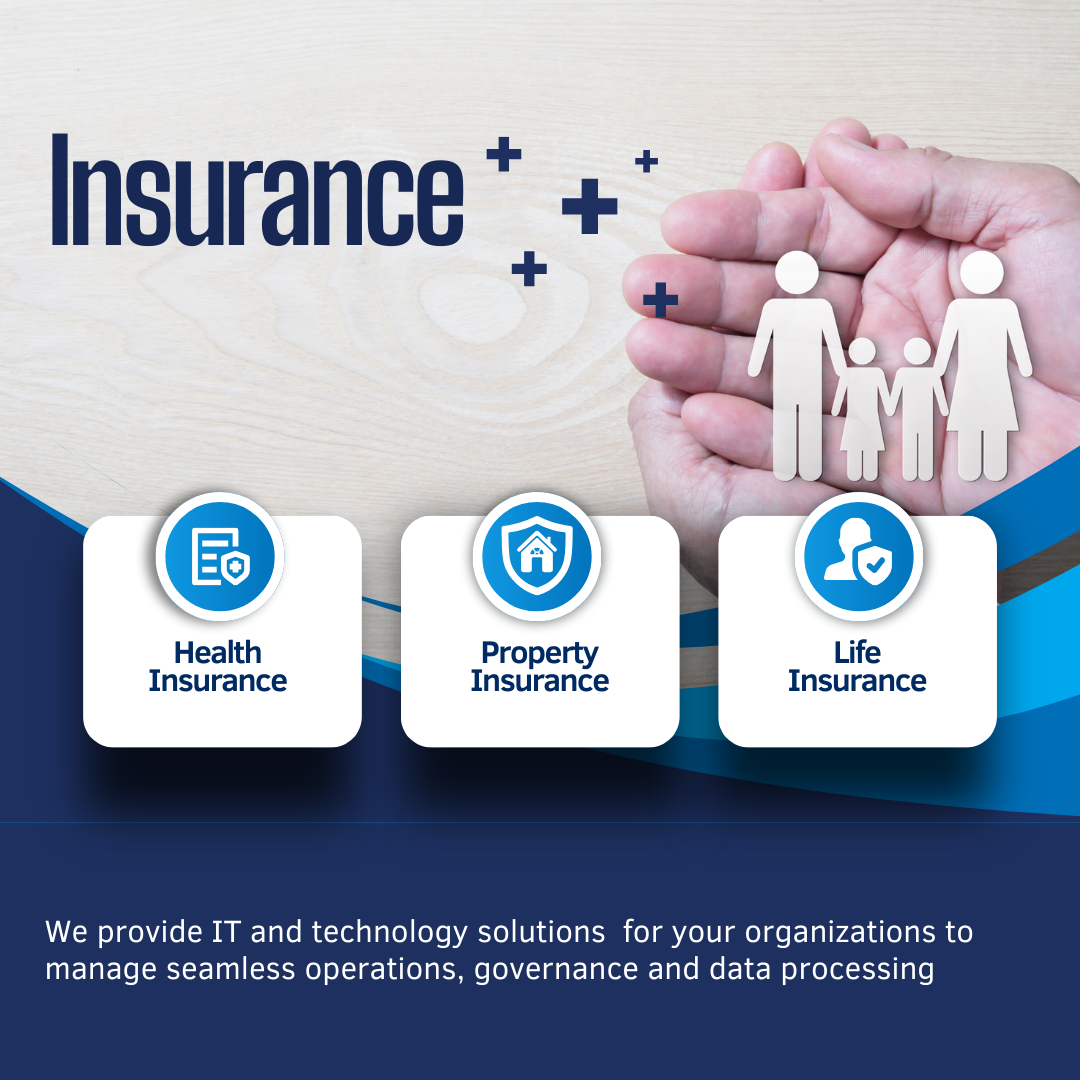 Insurance
Health
Insurance
Property
Insurance
Life
Insurance
We provide IT and technology solutions  for your organizations to
manage seamless operations, governance and data processing